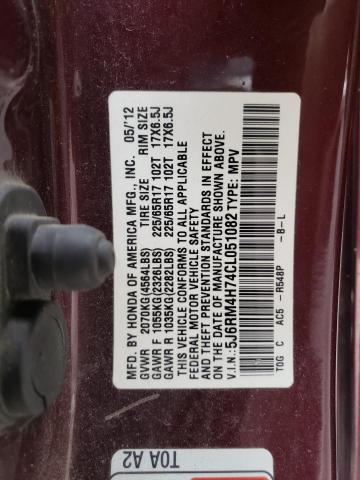 MFD. BY HONDA OF AMERICA MFG., INC. 05/'12
GVWR 2070KG(4564LBS) TIRE SIZE RIM SIZE
GAWR F 1055KG(2326LBS) 225/65R17 102T 17X6.5J
GAWR R 1035KG(2282LBS) 225/65R17 102T 17X6.5J
THIS VEHICLE CONFORMS TO ALL APPLICABLE
FEDERAL MOTOR VEHICLE SAFETY, BUMPER,
AND THEFT PREVENTION STANDARDS IN EFFECT
ON THE DATE OF MANUFACTURE SHOWN ABOVE.
V.I.N.: 5J6RM4H74CL051082 TYPE: MPV
TOG C AC5 -R548P -B-L
TOA A2